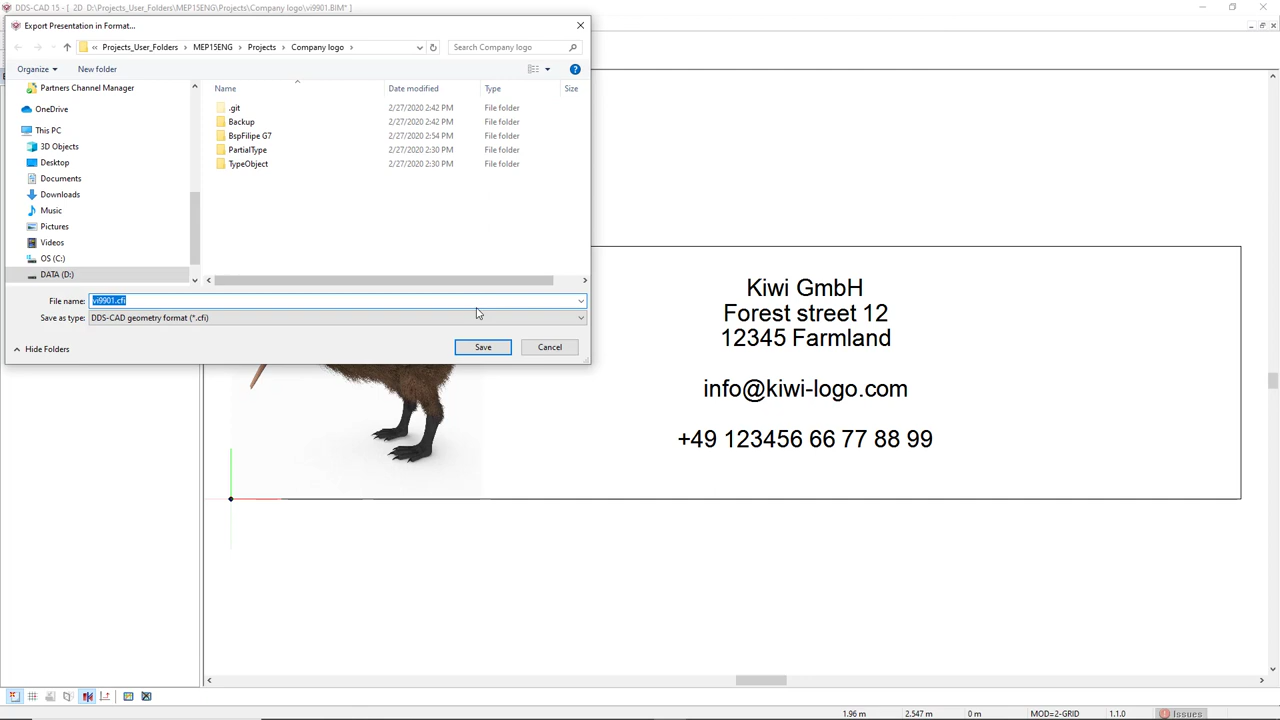 DDS-CAD 15 - [ 2D D:\Projects_User_Folders\MEP15ENG\Projects\Company logo\vi9901.BIM* ]
Export Presentation in Format...
« Projects_User_Folders > MEP15ENG > Projects > Company logo >
Search Company logo
Organize
New folder
Partners Channel Manager
OneDrive
This PC
3D Objects
Desktop
Documents
Downloads
Music
Pictures
Videos
OS (C:)
DATA (D:)
Name Date modified Type Size
.git 2/27/2020 2:42 PM File folder
Backup 2/27/2020 2:42 PM File folder
BspFilipe G7 2/27/2020 2:54 PM File folder
PartialType 2/27/2020 2:30 PM File folder
TypeObject 2/27/2020 2:30 PM File folder
File name: vi9901.cfi
Save as type: DDS-CAD geometry format (*.cfi)
Hide Folders
Save
Cancel
Kiwi GmbH
Forest street 12
12345 Farmland
info@kiwi-logo.com
+49 123456 66 77 88 99
1.96 m 2.547 m 0 m MOD=2-GRID 1.1.0 Issues